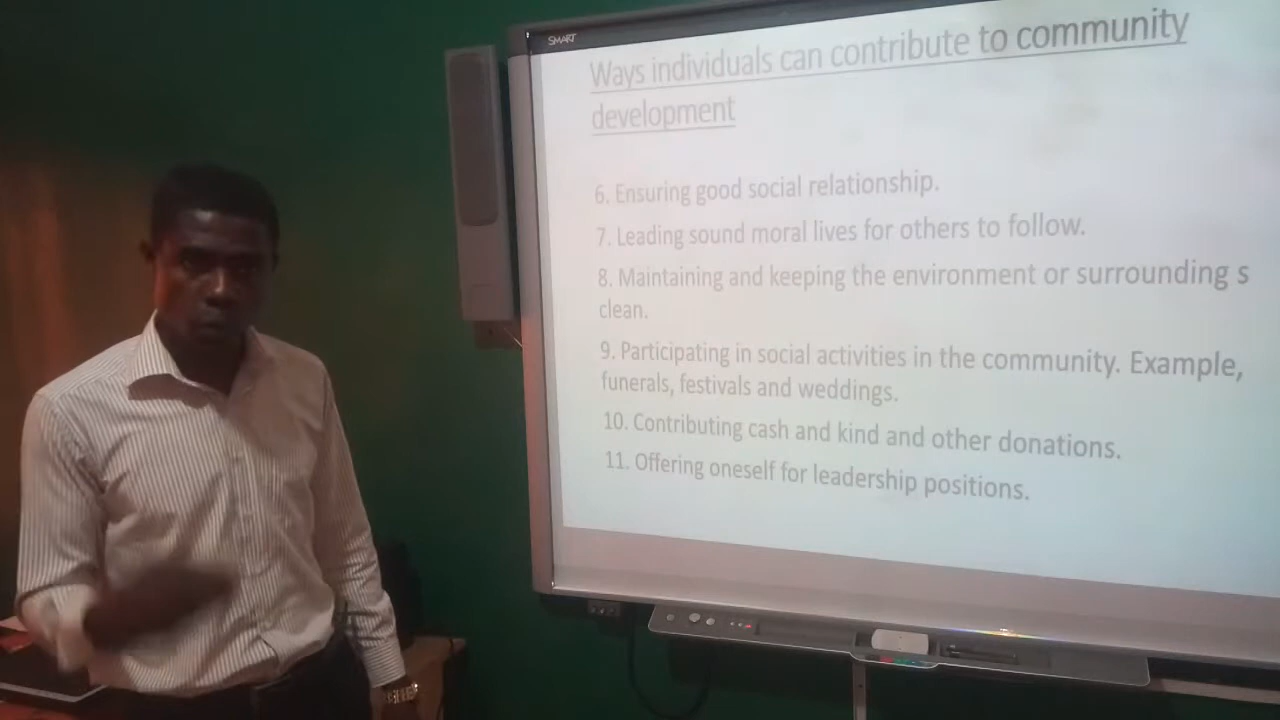 SMART
Ways individuals can contribute to community
development
6. Ensuring good social relationship.
7. Leading sound moral lives for others to follow.
8. Maintaining and keeping the environment or surrounding s
clean.
9. Participating in social activities in the community. Example,
funerals, festivals and weddings.
10. Contributing cash and kind and other donations.
11. Offering oneself for leadership positions.